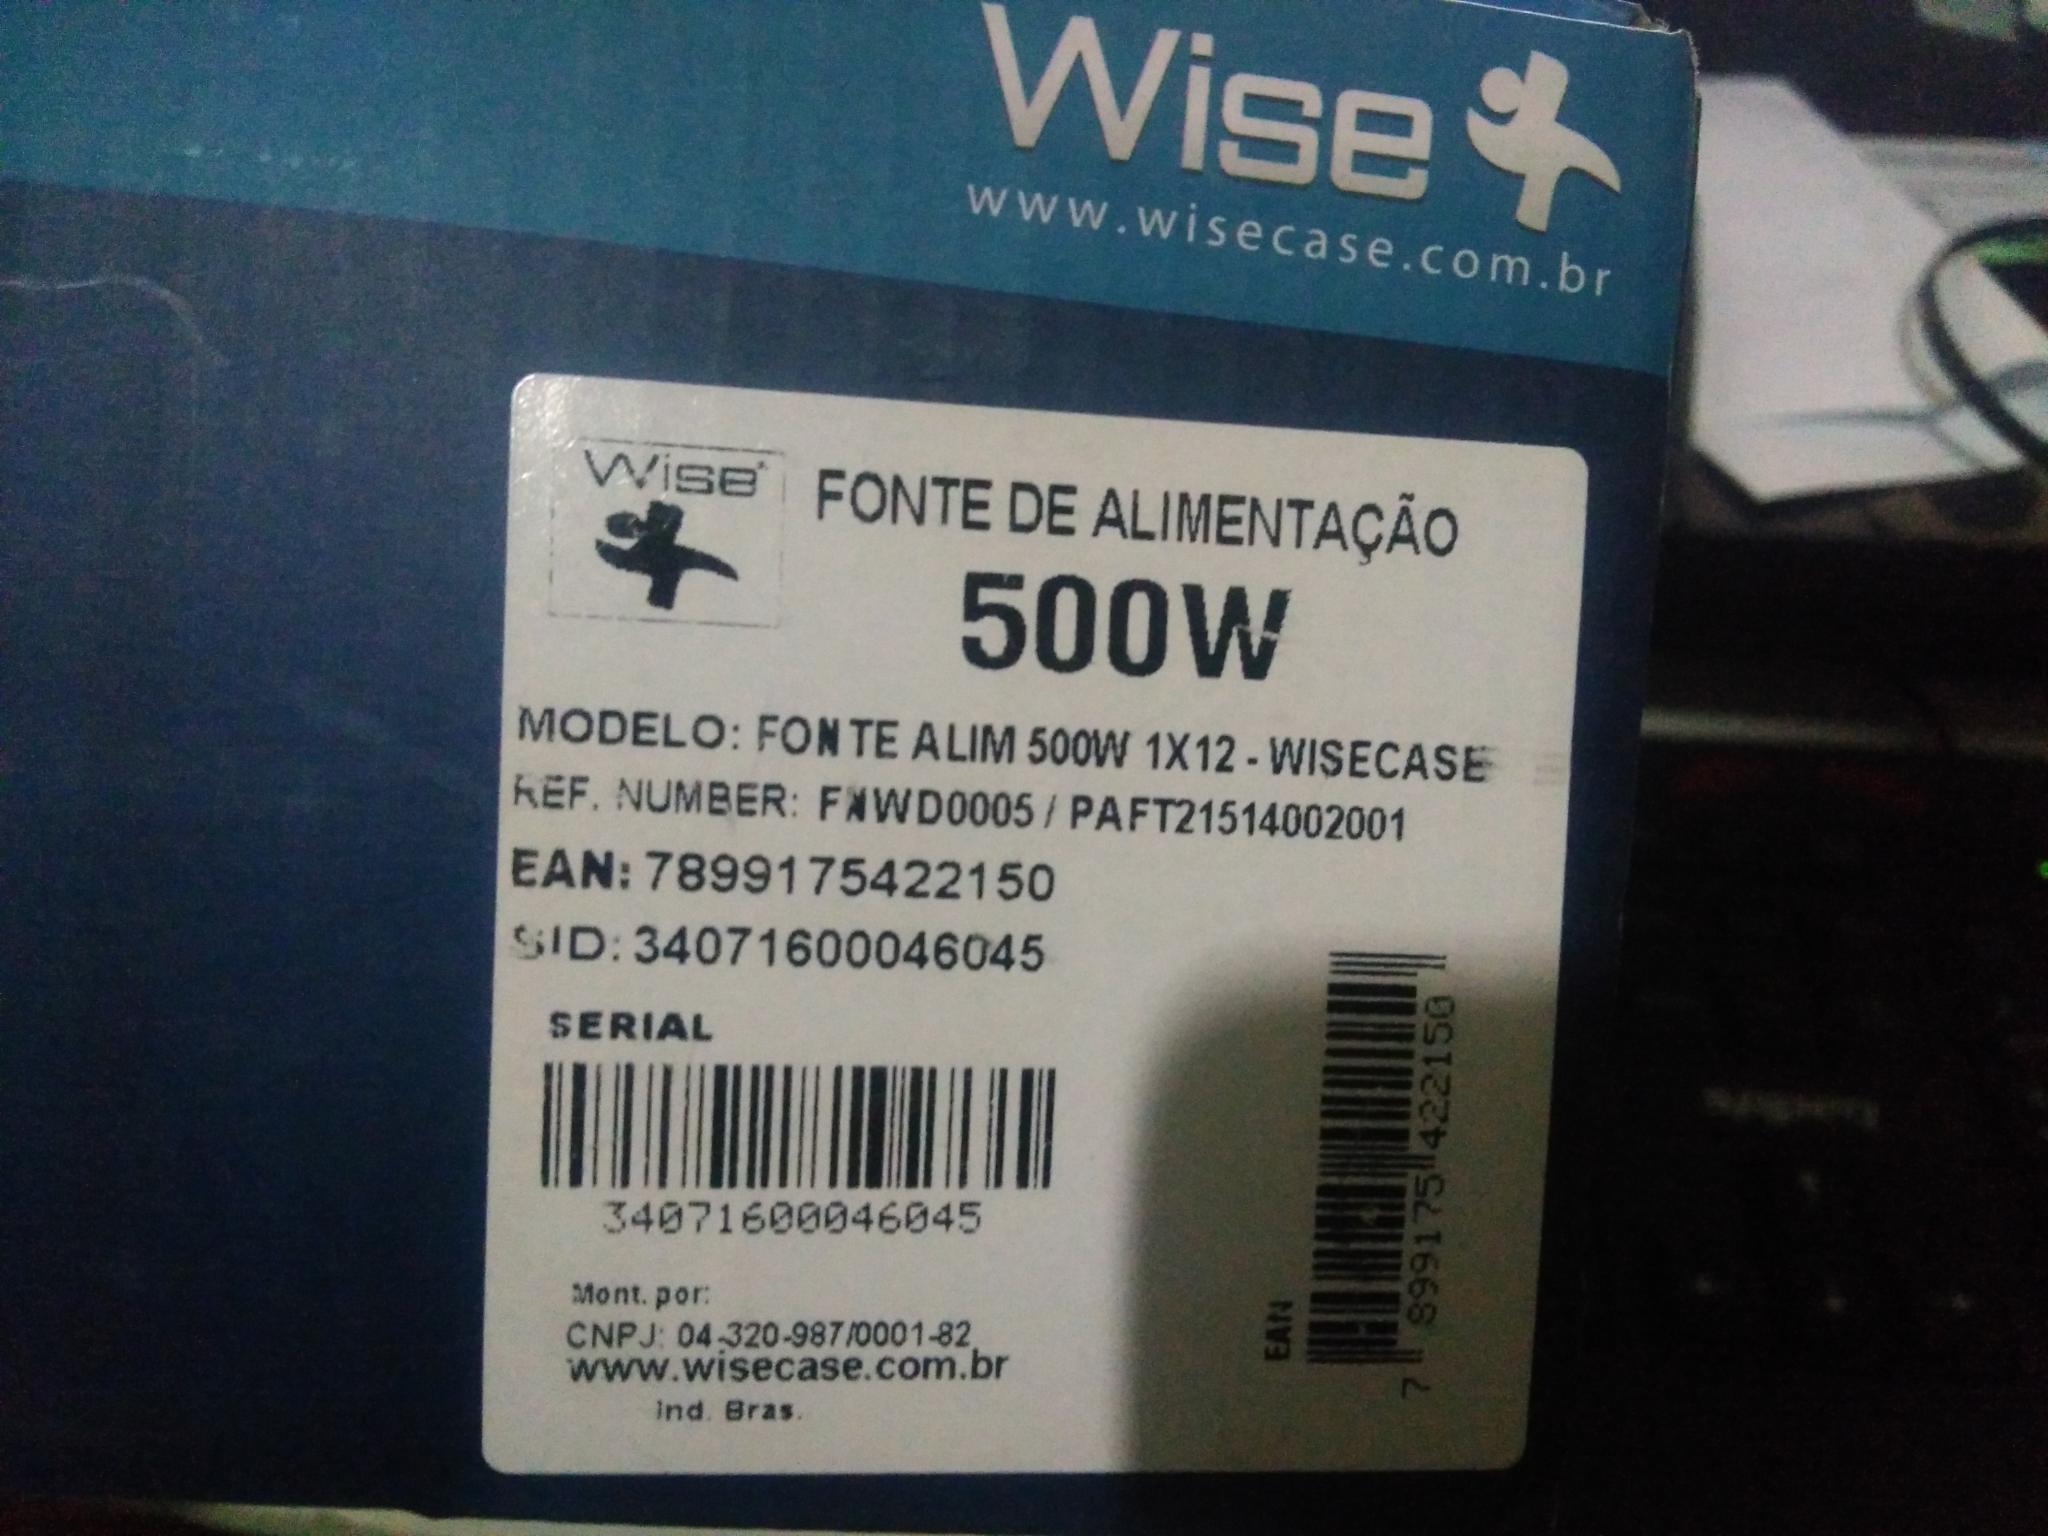 Wise
www.wisecase.com.br
Wise
FONTE DE ALIMENTAÇÃO
500W
MODELO: FONTE ALIM 500W 1X12 - WISECASE
REF. NUMBER: FNWD0005 / PAFT21514002001
EAN: 7899175422150
SID: 34071600046045
SERIAL
34071600046045
Mont. por:
CNPJ: 04-320-987/0001-82
www.wisecase.com.br
Ind. Bras.
EAN
7 899175 422150